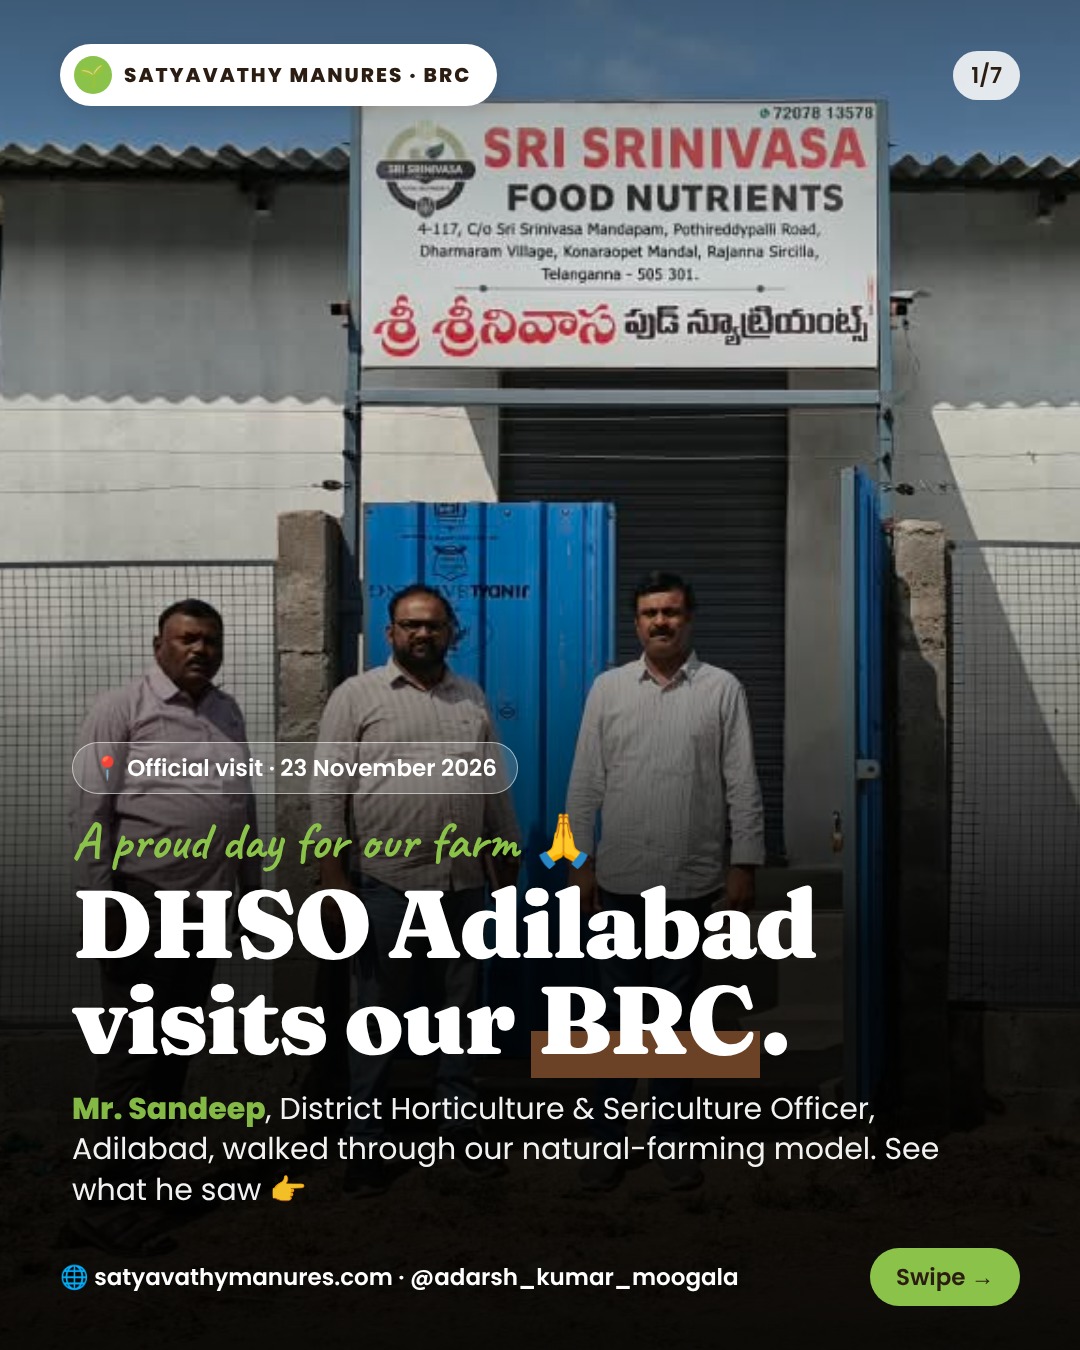 SATYAVATHY MANURES · BRC
1/7
72078 13578
SRI SRINIVASA
SRI SRINIVASA
FOOD NUTRIENTS
4-117, C/o Sri Srinivasa Mandapam, Pothireddypalli Road,
Dharmaram Village, Konaraopet Mandal, Rajanna Sircilla,
Telanganna - 505 301.
శ్రీ శ్రీనివాస ఫుడ్ న్యూట్రియంట్స్
📍 Official visit · 23 November 2026
A proud day for our farm 🙏
DHSO Adilabad
visits our BRC.
Mr. Sandeep, District Horticulture & Sericulture Officer,
Adilabad, walked through our natural-farming model. See
what he saw 👉
🌐 satyavathymanures.com · @adarsh_kumar_moogala
Swipe →